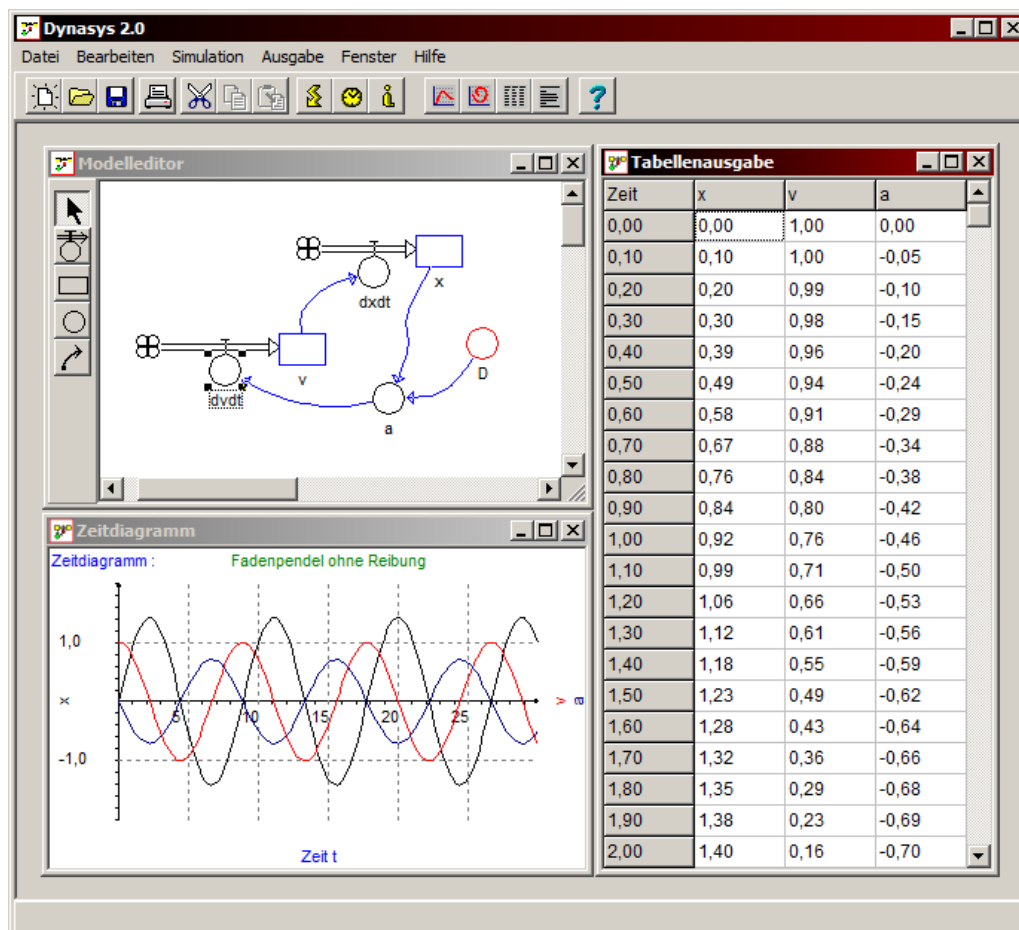 Dynasys 2.0
Datei Bearbeiten Simulation Ausgabe Fenster Hilfe
Modelleditor
x
dxdt
v
dvdt
D
a
Zeitdiagramm
Zeitdiagramm : Fadenpendel ohne Reibung
1,0
x 5 10 15 20 25 v a
-1,0
Zeit t
Tabellenausgabe
Zeit x v a
0,00 0,00 1,00 0,00
0,10 0,10 1,00 -0,05
0,20 0,20 0,99 -0,10
0,30 0,30 0,98 -0,15
0,40 0,39 0,96 -0,20
0,50 0,49 0,94 -0,24
0,60 0,58 0,91 -0,29
0,70 0,67 0,88 -0,34
0,80 0,76 0,84 -0,38
0,90 0,84 0,80 -0,42
1,00 0,92 0,76 -0,46
1,10 0,99 0,71 -0,50
1,20 1,06 0,66 -0,53
1,30 1,12 0,61 -0,56
1,40 1,18 0,55 -0,59
1,50 1,23 0,49 -0,62
1,60 1,28 0,43 -0,64
1,70 1,32 0,36 -0,66
1,80 1,35 0,29 -0,68
1,90 1,38 0,23 -0,69
2,00 1,40 0,16 -0,70